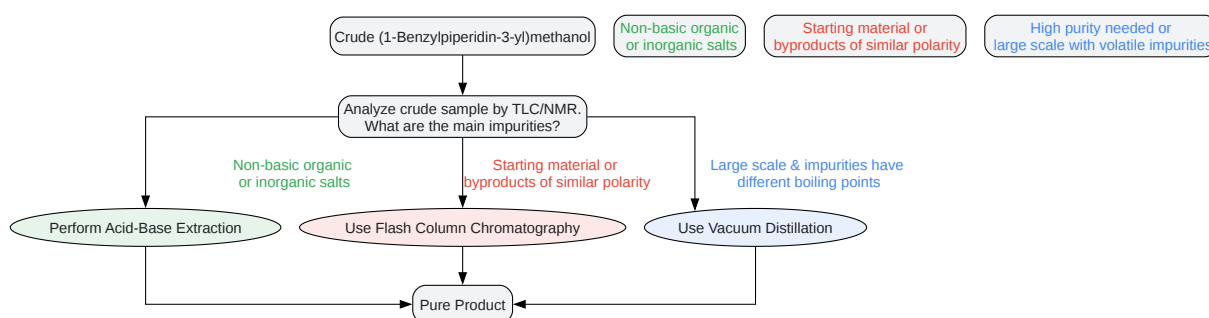 Crude (1-Benzylpiperidin-3-yl)methanol
Non-basic organic
or inorganic salts
Starting material or
byproducts of similar polarity
High purity needed or
large scale with volatile impurities
Analyze crude sample by TLC/NMR.
What are the main impurities?
Non-basic organic
or inorganic salts
Starting material or
byproducts of similar polarity
Large scale & impurities have
different boiling points
Perform Acid-Base Extraction
Use Flash Column Chromatography
Use Vacuum Distillation
Pure Product